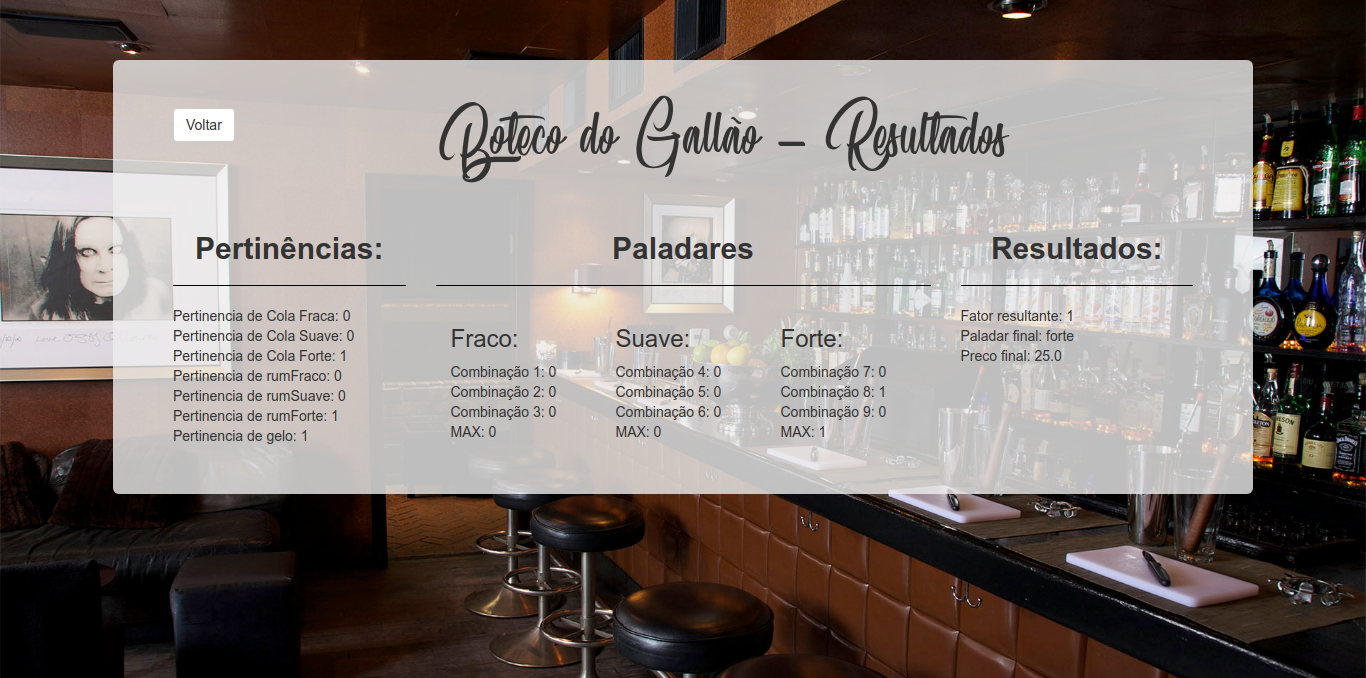 Voltar
Boteco do Gallão - Resultados
Pertinências:
Pertinencia de Cola Fraca: 0
Pertinencia de Cola Suave: 0
Pertinencia de Cola Forte: 1
Pertinencia de rumFraco: 0
Pertinencia de rumSuave: 0
Pertinencia de rumForte: 1
Pertinencia de gelo: 1
Paladares
Fraco:
Combinação 1: 0
Combinação 2: 0
Combinação 3: 0
MAX: 0
Suave:
Combinação 4: 0
Combinação 5: 0
Combinação 6: 0
MAX: 0
Forte:
Combinação 7: 0
Combinação 8: 1
Combinação 9: 0
MAX: 1
Resultados:
Fator resultante: 1
Paladar final: forte
Preco final: 25.0